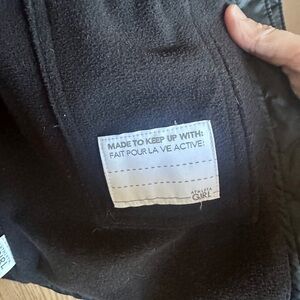 MADE TO KEEP UP WITH:
FAIT POUR LA VIE ACTIVE:
ATHLETA
GIRL